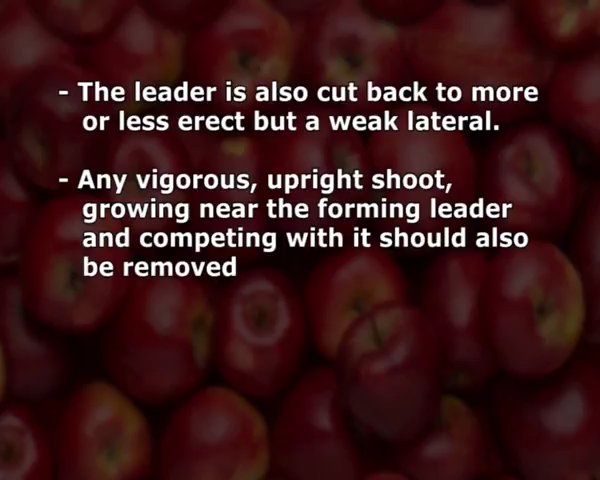 - The leader is also cut back to more
or less erect but a weak lateral.
- Any vigorous, upright shoot,
growing near the forming leader
and competing with it should also
be removed